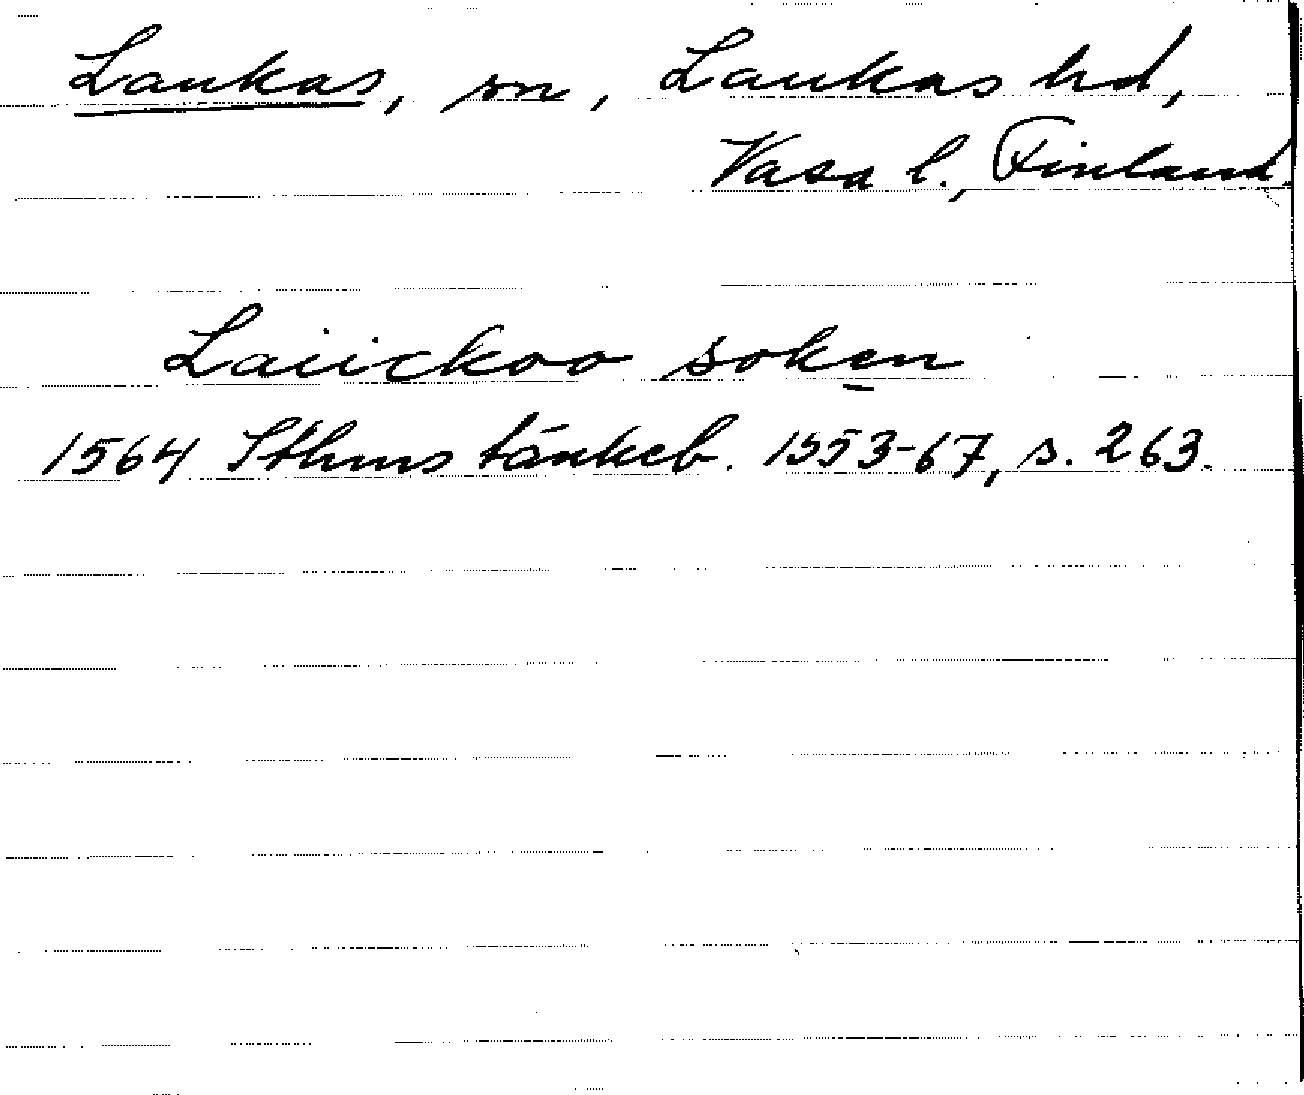 Laukas, sn, Laukas hd,
Vasa l., Finland.
Laiickoo soken
1564 Sthms tänkeb. 1553-67, s. 263.